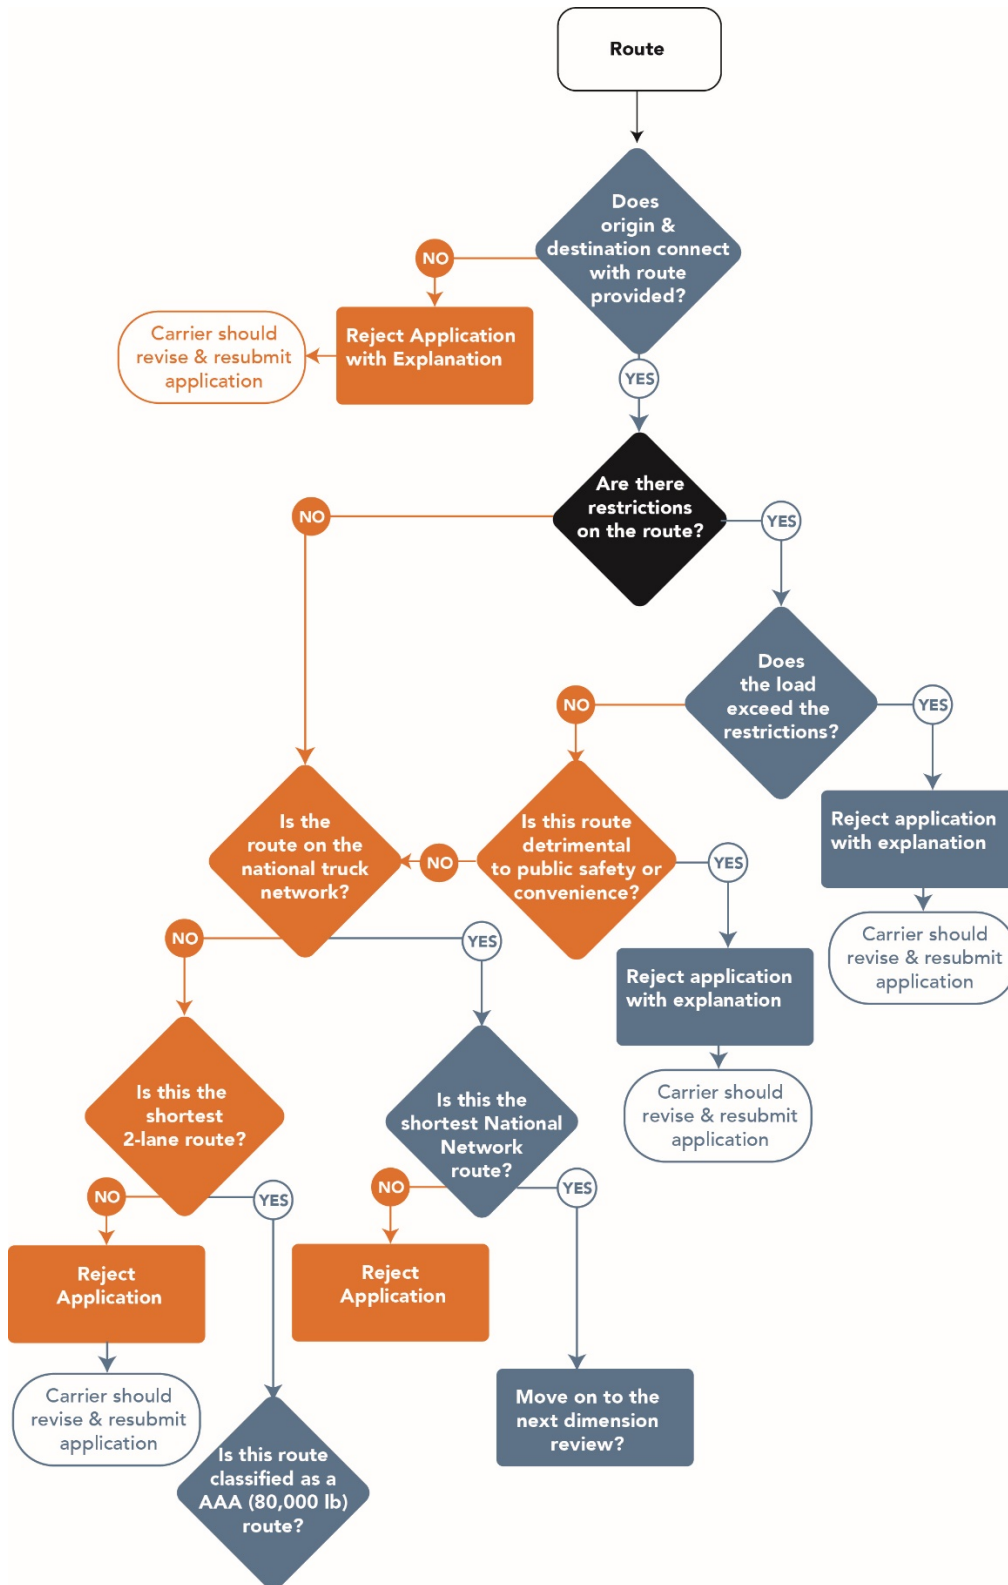 Route
Does
origin &
destination connect
with route
provided?
NO
Reject Application
with Explanation
Carrier should
revise & resubmit
application
YES
Are there
restrictions
on the route?
NO
YES
Does
the load
exceed the
restrictions?
NO
YES
Reject application
with explanation
Carrier should
revise & resubmit
application
Is this route
detrimental
to public safety or
convenience?
NO
YES
Reject application
with explanation
Carrier should
revise & resubmit
application
Is the
route on the
national truck
network?
NO
YES
Is this the
shortest
2-lane route?
NO
YES
Reject
Application
Carrier should
revise & resubmit
application
Is this route
classified as a
AAA (80,000 lb)
route?
Is this the
shortest National
Network
route?
NO
YES
Reject
Application
Move on to the
next dimension
review?